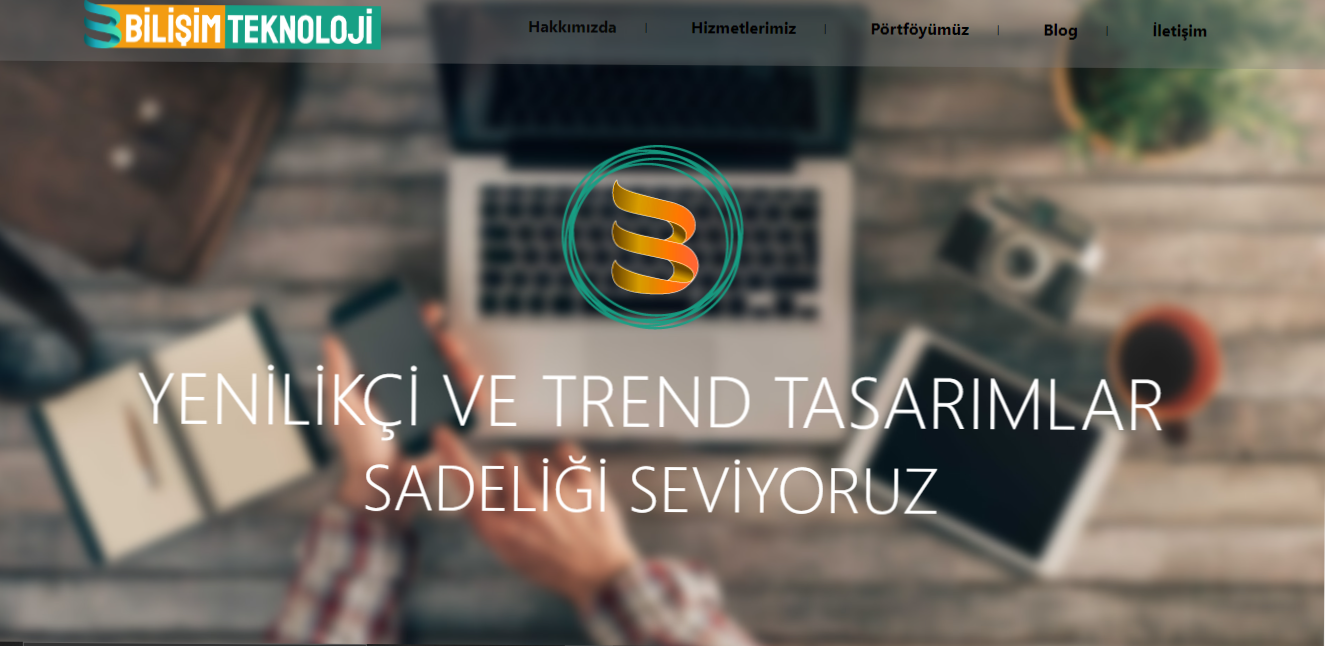 BİLİŞİM TEKNOLOJİ
Hakkımızda | Hizmetlerimiz | Pörtföyümüz | Blog | İletişim
YENİLİKÇİ VE TREND TASARIMLAR
SADELİĞİ SEVİYORUZ